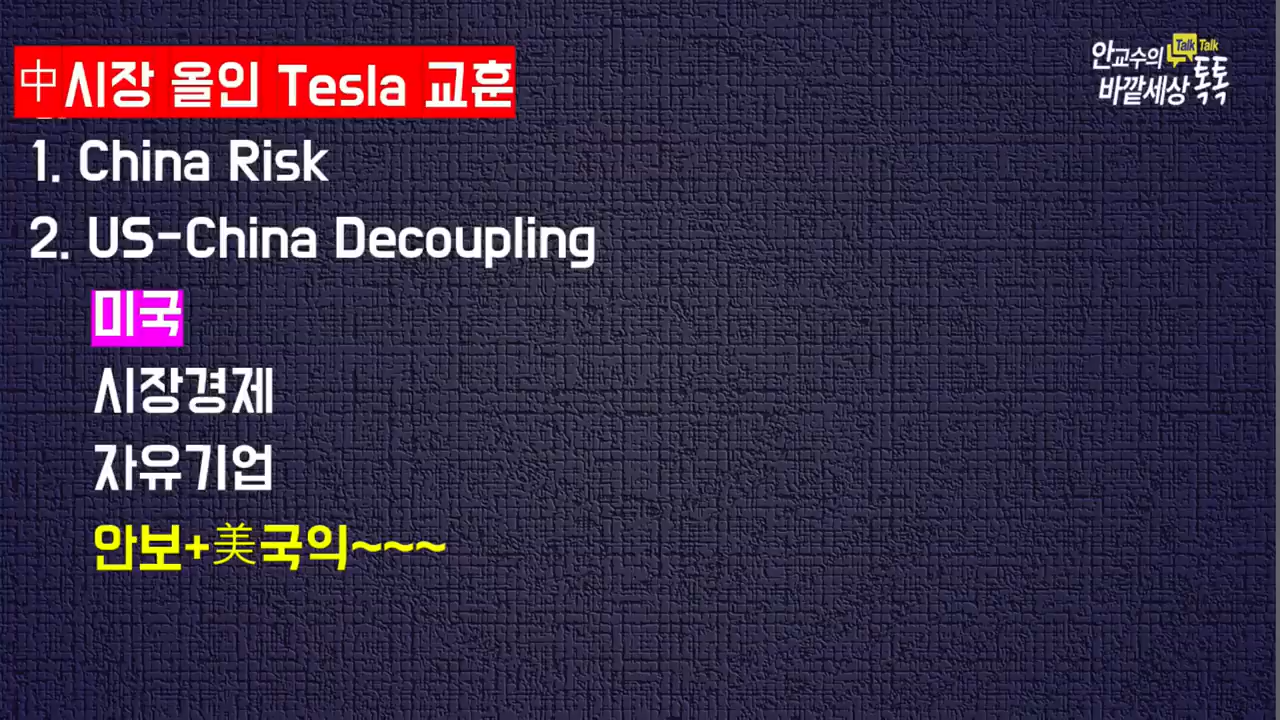 中시장 올인 Tesla 교훈
1. China Risk
2. US-China Decoupling
미국
시장경제
자유기업
안보+美국의~~~
안교수의 Talk Talk
바깥세상 톡톡